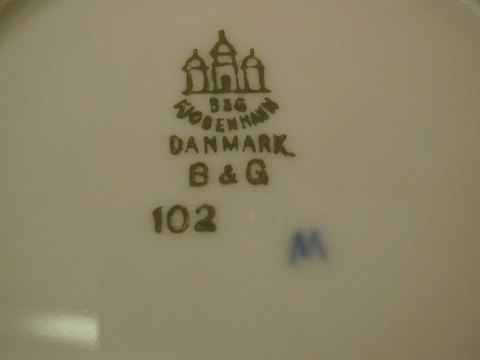 B&G
KJØBENHAVN
DANMARK
B & G
102
M